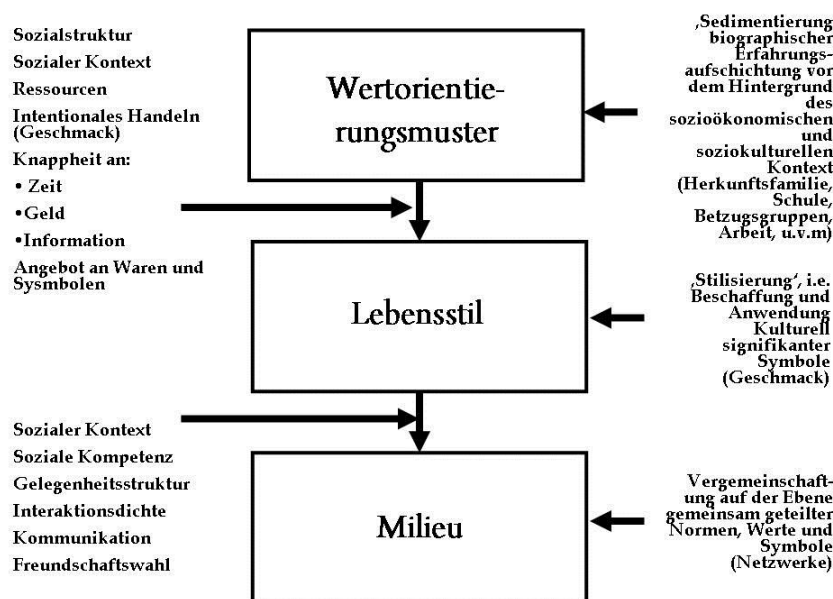 Sozialstruktur
Sozialer Kontext
Ressourcen
Intentionales Handeln
(Geschmack)
Knappheit an:
• Zeit
•Geld
•Information
Angebot an Waren und
Sysmbolen
Wertorientie-
rungsmuster
‚Sedimentierung
biographischer
Erfahrungs-
aufschichtung vor
dem Hintergrund
des
sozioökonomischen
und
soziokulturellen
Kontext
(Herkunftsfamilie,
Schule,
Betzugsgruppen,
Arbeit, u.v.m)
Lebensstil
‚Stilisierung‘, i.e.
Beschaffung und
Anwendung
Kulturell
signifikanter
Symbole
(Geschmack)
Sozialer Kontext
Soziale Kompetenz
Gelegenheitsstruktur
Interaktionsdichte
Kommunikation
Freundschaftswahl
Milieu
Vergemeinschaft-
ung auf der Ebene
gemeinsam geteilter
Normen, Werte und
Symbole
(Netzwerke)